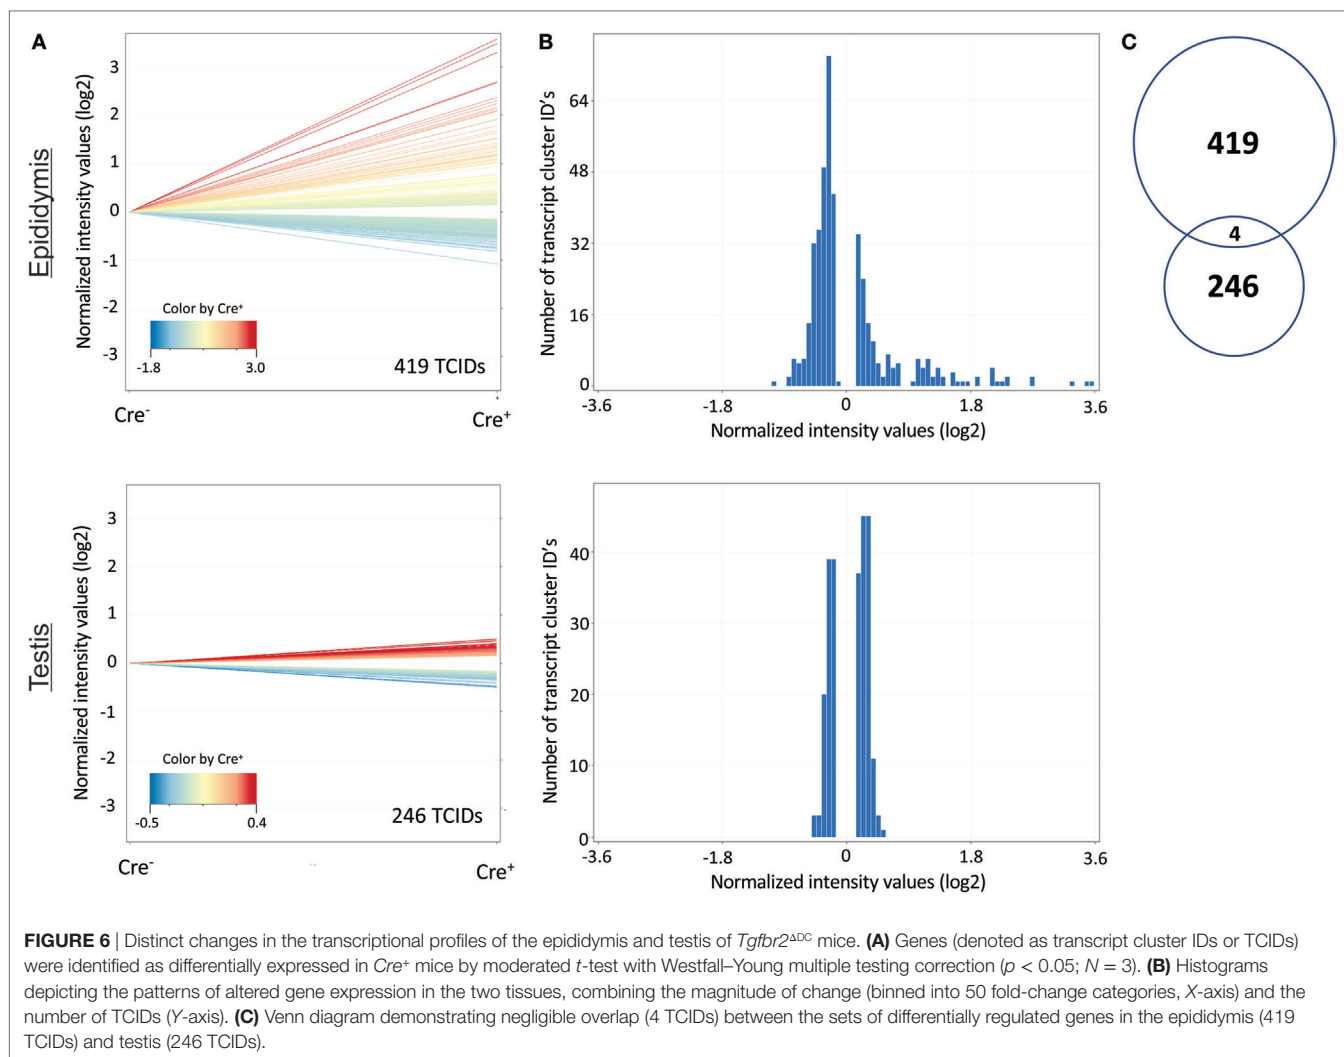 A
B
C
Epididymis
Normalized intensity values (log2)
3
2
1
0
-1
-2
-3
Color by Cre⁺
-1.8
3.0
419 TCIDs
Cre⁻
Cre⁺
Number of transcript cluster ID's
64
48
32
16
0
-3.6
-1.8
0
1.8
3.6
Normalized intensity values (log2)
419
4
246
Testis
Normalized intensity values (log2)
3
2
1
0
-1
-2
-3
Color by Cre⁺
-0.5
0.4
246 TCIDs
Cre⁻
Cre⁺
Number of transcript cluster ID's
40
30
20
10
0
-3.6
-1.8
0
1.8
3.6
Normalized intensity values (log2)
FIGURE 6 | Distinct changes in the transcriptional profiles of the epididymis and testis of Tgfbr2ᐃDC mice. (A) Genes (denoted as transcript cluster IDs or TCIDs)
were identified as differentially expressed in Cre⁺ mice by moderated t-test with Westfall–Young multiple testing correction (p < 0.05; N = 3). (B) Histograms
depicting the patterns of altered gene expression in the two tissues, combining the magnitude of change (binned into 50 fold-change categories, X-axis) and the
number of TCIDs (Y-axis). (C) Venn diagram demonstrating negligible overlap (4 TCIDs) between the sets of differentially regulated genes in the epididymis (419
TCIDs) and testis (246 TCIDs).